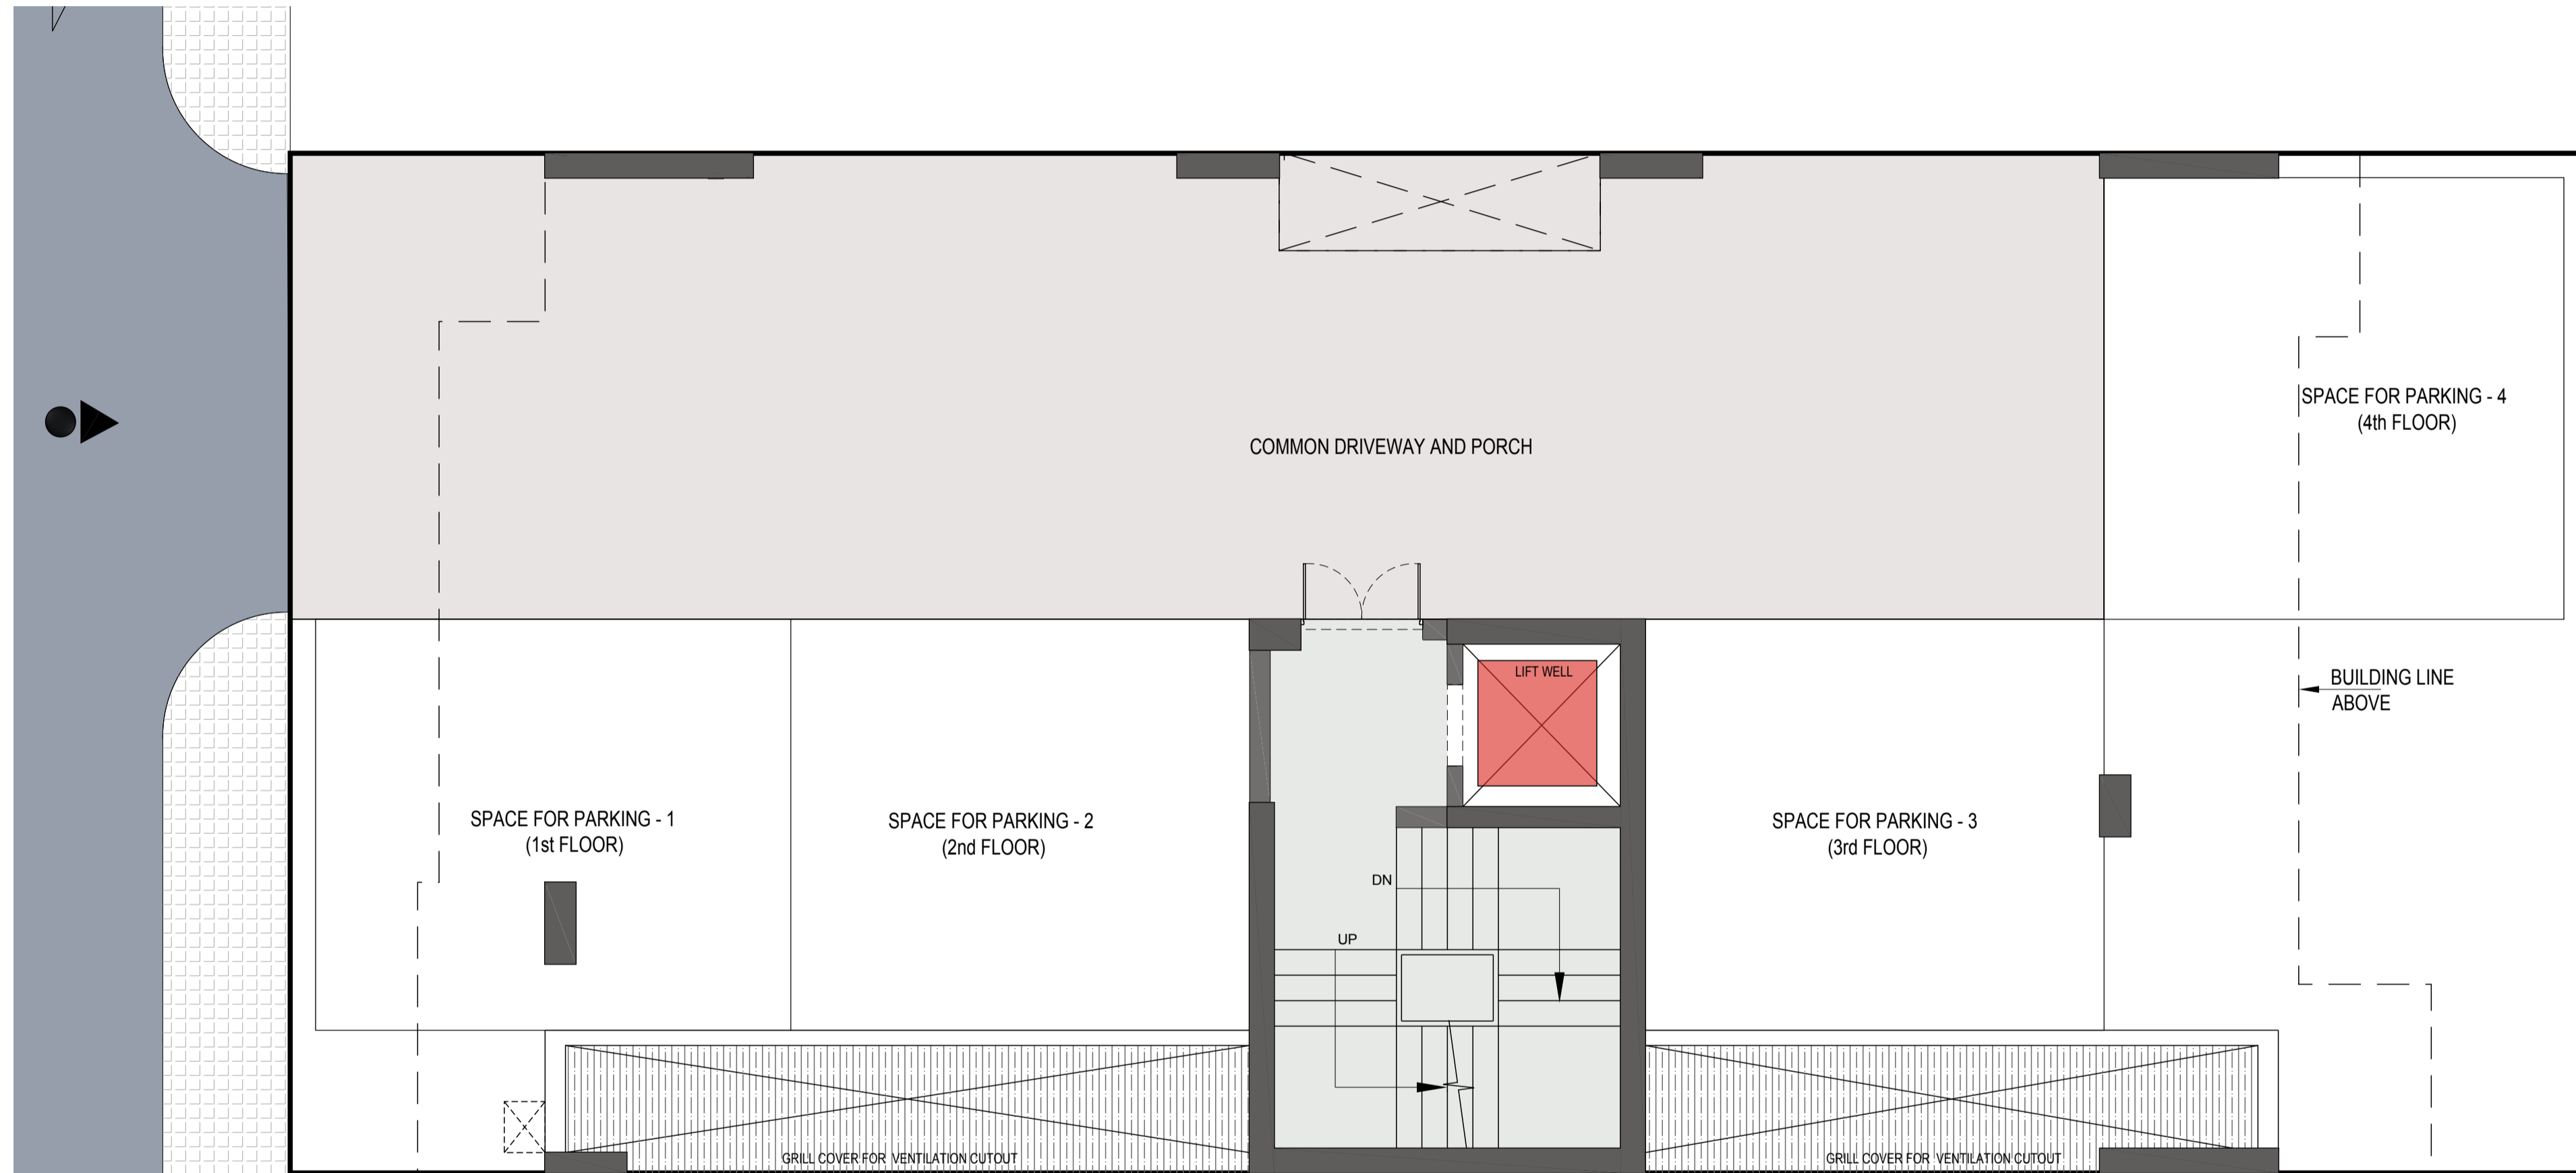 SPACE FOR PARKING - 4
(4th FLOOR)
COMMON DRIVEWAY AND PORCH
LIFT WELL
BUILDING LINE
ABOVE
SPACE FOR PARKING - 1
(1st FLOOR)
SPACE FOR PARKING - 2
(2nd FLOOR)
SPACE FOR PARKING - 3
(3rd FLOOR)
DN
UP
GRILL COVER FOR VENTILATION CUTOUT
GRILL COVER FOR VENTILATION CUTOUT